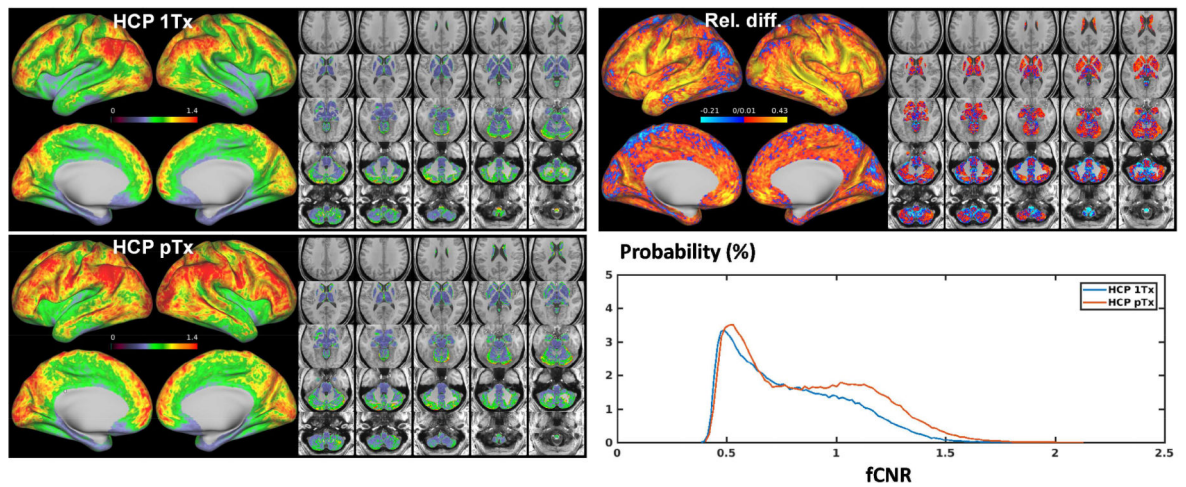 HCP 1Tx
0
1.4
Rel. diff.
-0.21
0/0.01
0.43
HCP pTx
0
1.4
Probability (%)
5
4
3
2
1
0
0
0.5
1
1.5
2
2.5
HCP 1Tx
HCP pTx
fCNR